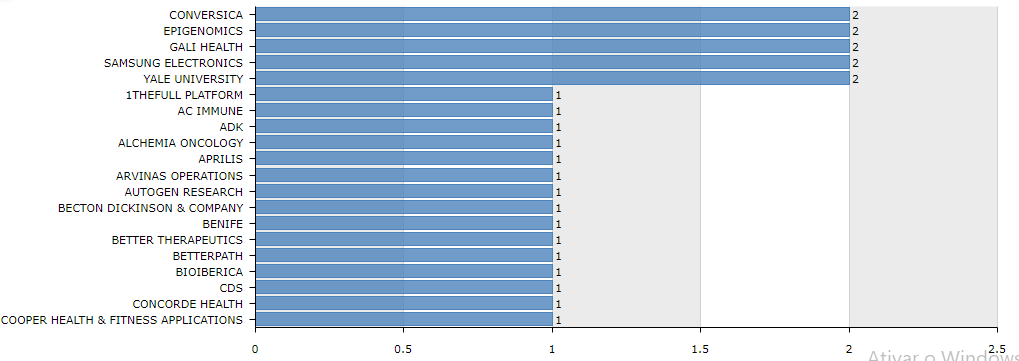 CONVERSICA 2
EPIGENOMICS 2
GALI HEALTH 2
SAMSUNG ELECTRONICS 2
YALE UNIVERSITY 2
1THEFULL PLATFORM 1
AC IMMUNE 1
ADK 1
ALCHEMIA ONCOLOGY 1
APRILIS 1
ARVINAS OPERATIONS 1
AUTOGEN RESEARCH 1
BECTON DICKINSON & COMPANY 1
BENIFE 1
BETTER THERAPEUTICS 1
BETTERPATH 1
BIOIBERICA 1
CDS 1
CONCORDE HEALTH 1
COOPER HEALTH & FITNESS APPLICATIONS 1
0 0.5 1 1.5 2 2.5
Ativar o Windows